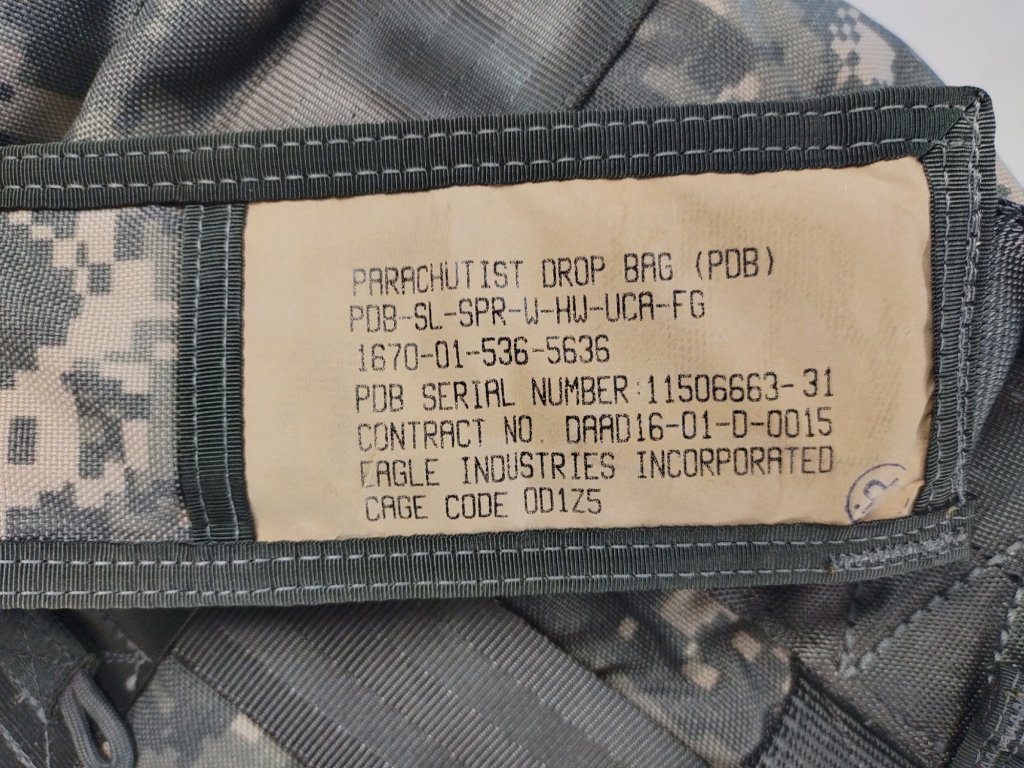 PARACHUTIST DROP BAG (PDB)
PDB-SL-SPR-W-HW-UCA-FG
1670-01-536-5636
PDB SERIAL NUMBER:11506663-31
CONTRACT NO. DAAD16-01-D-0015
EAGLE INDUSTRIES INCORPORATED
CAGE CODE 0D1Z5